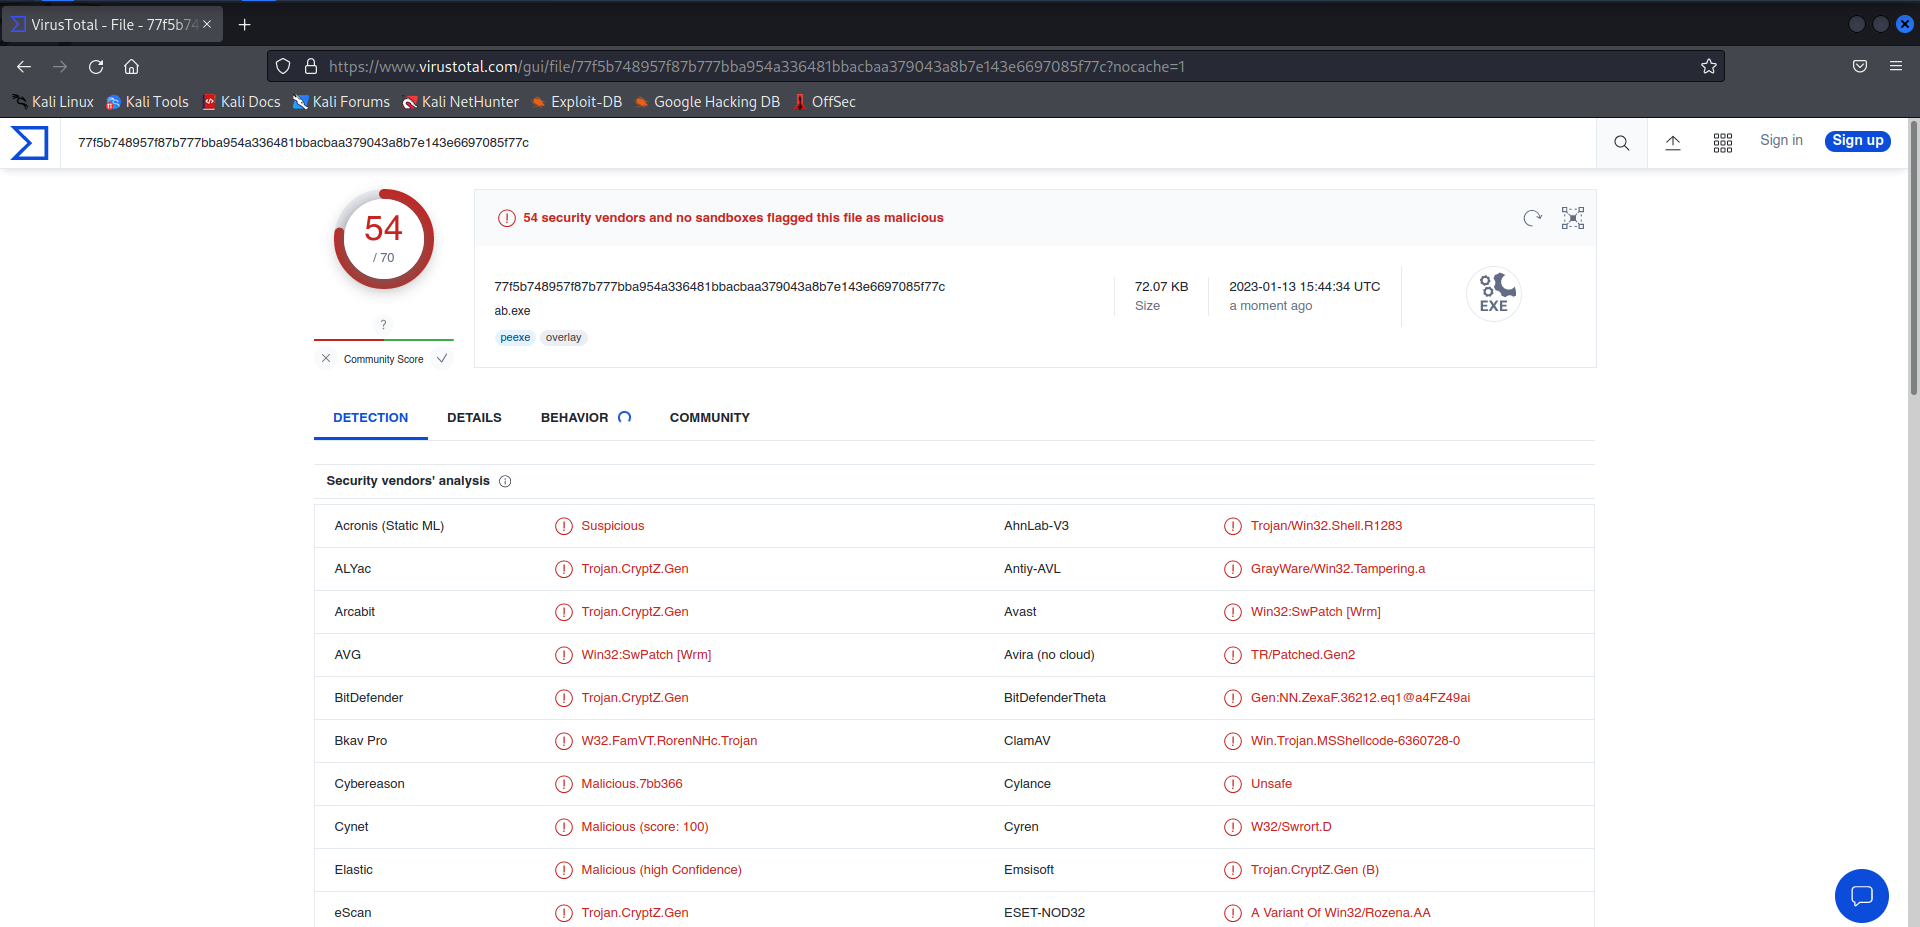 VirusTotal - File - 77f5b74
https://www.virustotal.com/gui/file/77f5b748957f87b777bba954a336481bbacbaa379043a8b7e143e6697085f77c?nocache=1
Kali Linux Kali Tools Kali Docs Kali Forums Kali NetHunter Exploit-DB Google Hacking DB OffSec
77f5b748957f87b777bba954a336481bbacbaa379043a8b7e143e6697085f77c
Sign in Sign up
54
/ 70
?
Community Score
54 security vendors and no sandboxes flagged this file as malicious
77f5b748957f87b777bba954a336481bbacbaa379043a8b7e143e6697085f77c
ab.exe
peexe overlay
72.07 KB
Size
2023-01-13 15:44:34 UTC
a moment ago
EXE
DETECTION DETAILS BEHAVIOR COMMUNITY
Security vendors' analysis
Acronis (Static ML) Suspicious AhnLab-V3 Trojan/Win32.Shell.R1283
ALYac Trojan.CryptZ.Gen Antiy-AVL GrayWare/Win32.Tampering.a
Arcabit Trojan.CryptZ.Gen Avast Win32:SwPatch [Wrm]
AVG Win32:SwPatch [Wrm] Avira (no cloud) TR/Patched.Gen2
BitDefender Trojan.CryptZ.Gen BitDefenderTheta Gen:NN.ZexaF.36212.eq1@a4FZ49ai
Bkav Pro W32.FamVT.RorenNHc.Trojan ClamAV Win.Trojan.MSShellcode-6360728-0
Cybereason Malicious.7bb366 Cylance Unsafe
Cynet Malicious (score: 100) Cyren W32/Swrort.D
Elastic Malicious (high Confidence) Emsisoft Trojan.CryptZ.Gen (B)
eScan Trojan.CryptZ.Gen ESET-NOD32 A Variant Of Win32/Rozena.AA